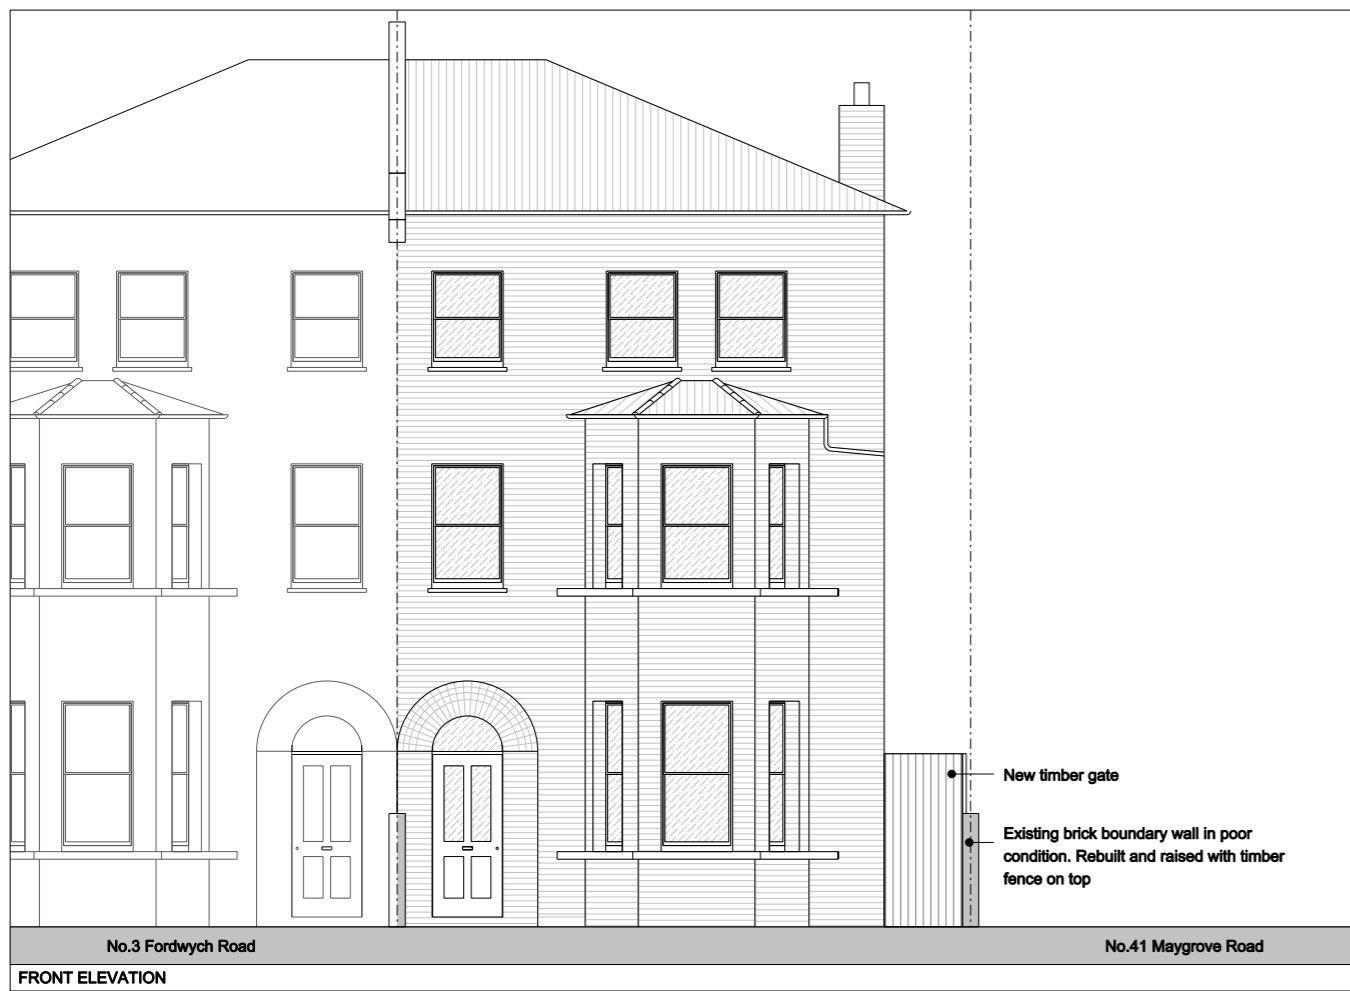 New timber gate
Existing brick boundary wall in poor
condition. Rebuilt and raised with timber
fence on top
No.3 Fordwych Road
No.41 Maygrove Road
FRONT ELEVATION